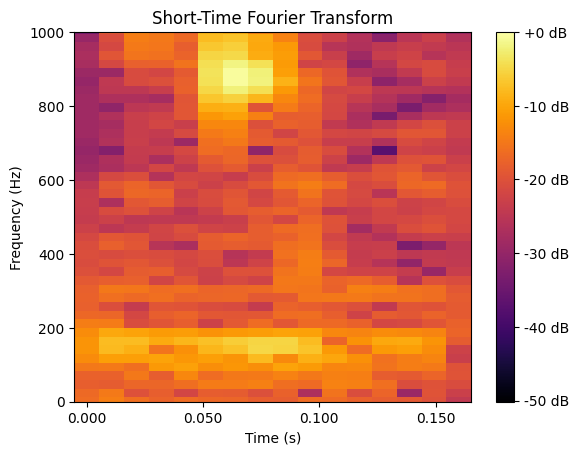 Short-Time Fourier Transform
1000
800
600
400
200
0
Frequency (Hz)
0.000
0.050
0.100
0.150
Time (s)
+0 dB
-10 dB
-20 dB
-30 dB
-40 dB
-50 dB